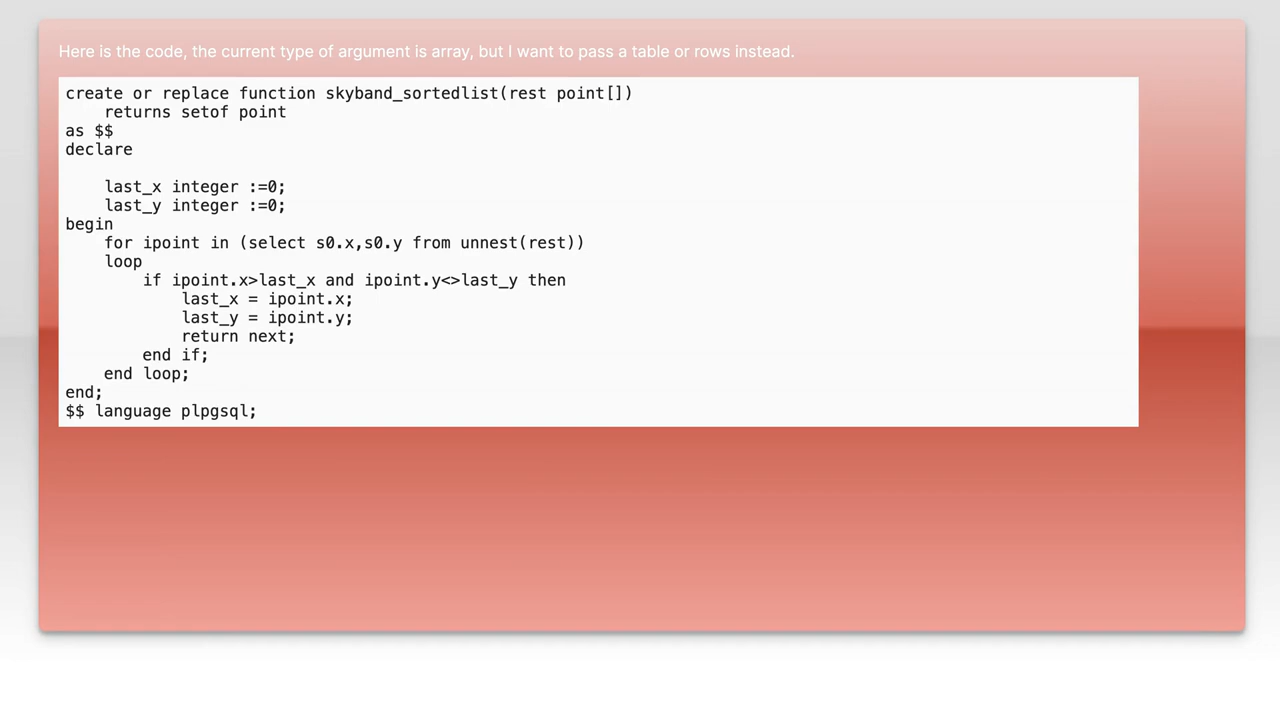 Here is the code, the current type of argument is array, but I want to pass a table or rows instead.
create or replace function skyband_sortedlist(rest point[])
    returns setof point
as $$
declare
    last_x integer :=0;
    last_y integer :=0;
begin
    for ipoint in (select s0.x,s0.y from unnest(rest))
    loop
        if ipoint.x>last_x and ipoint.y<>last_y then
            last_x = ipoint.x;
            last_y = ipoint.y;
            return next;
        end if;
    end loop;
end;
$$ language plpgsql;